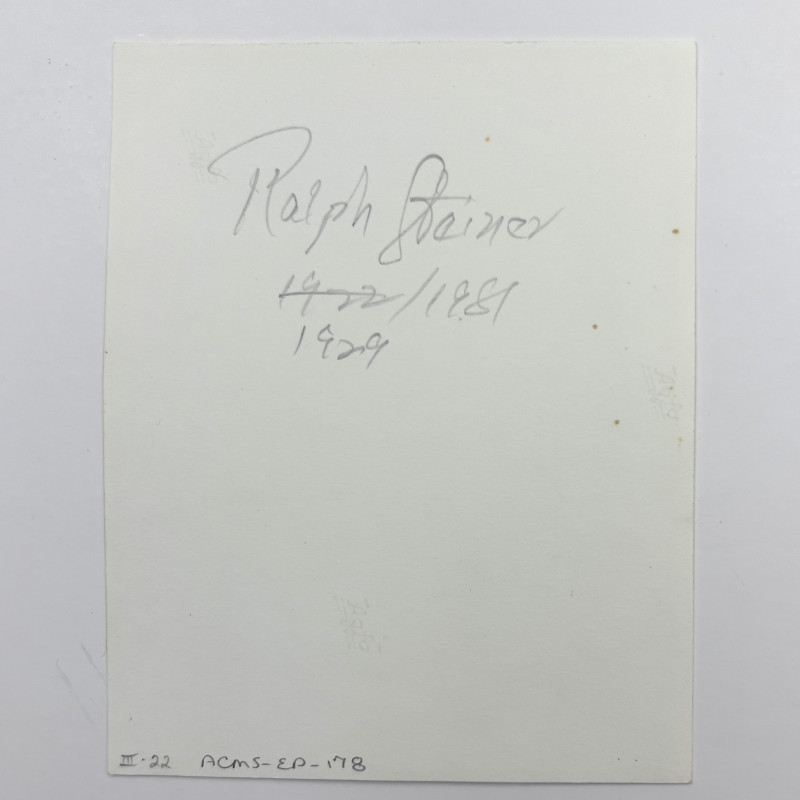 Ralph Steiner
1922/1981
1929
III-22 ACMS-EP-178